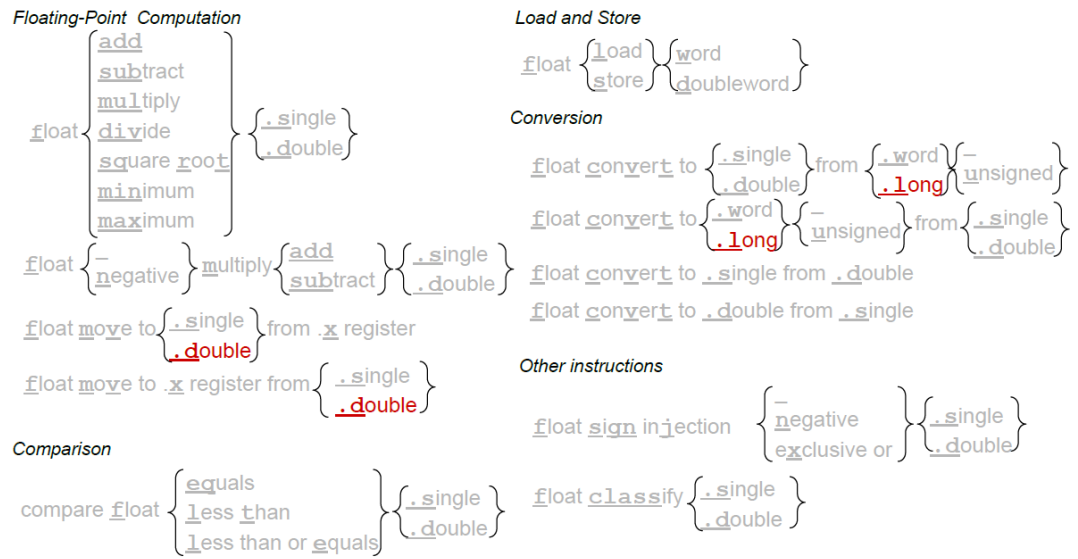 Floating-Point Computation
float
add
subtract
multiply
divide
square root
minimum
maximum
.single
.double
float
_
negative
multiply
add
subtract
.single
.double
float move to
.single
.double
from .x register
float move to .x register from
.single
.double
Comparison
compare float
equals
less than
less than or equals
.single
.double
Load and Store
float
load
store
word
doubleword
Conversion
float convert to
.single
.double
from
.word
.long
_
unsigned
float convert to
.word
.long
_
unsigned
from
.single
.double
float convert to .single from .double
float convert to .double from .single
Other instructions
float sign injection
_
negative
exclusive or
.single
.double
float classify
.single
.double